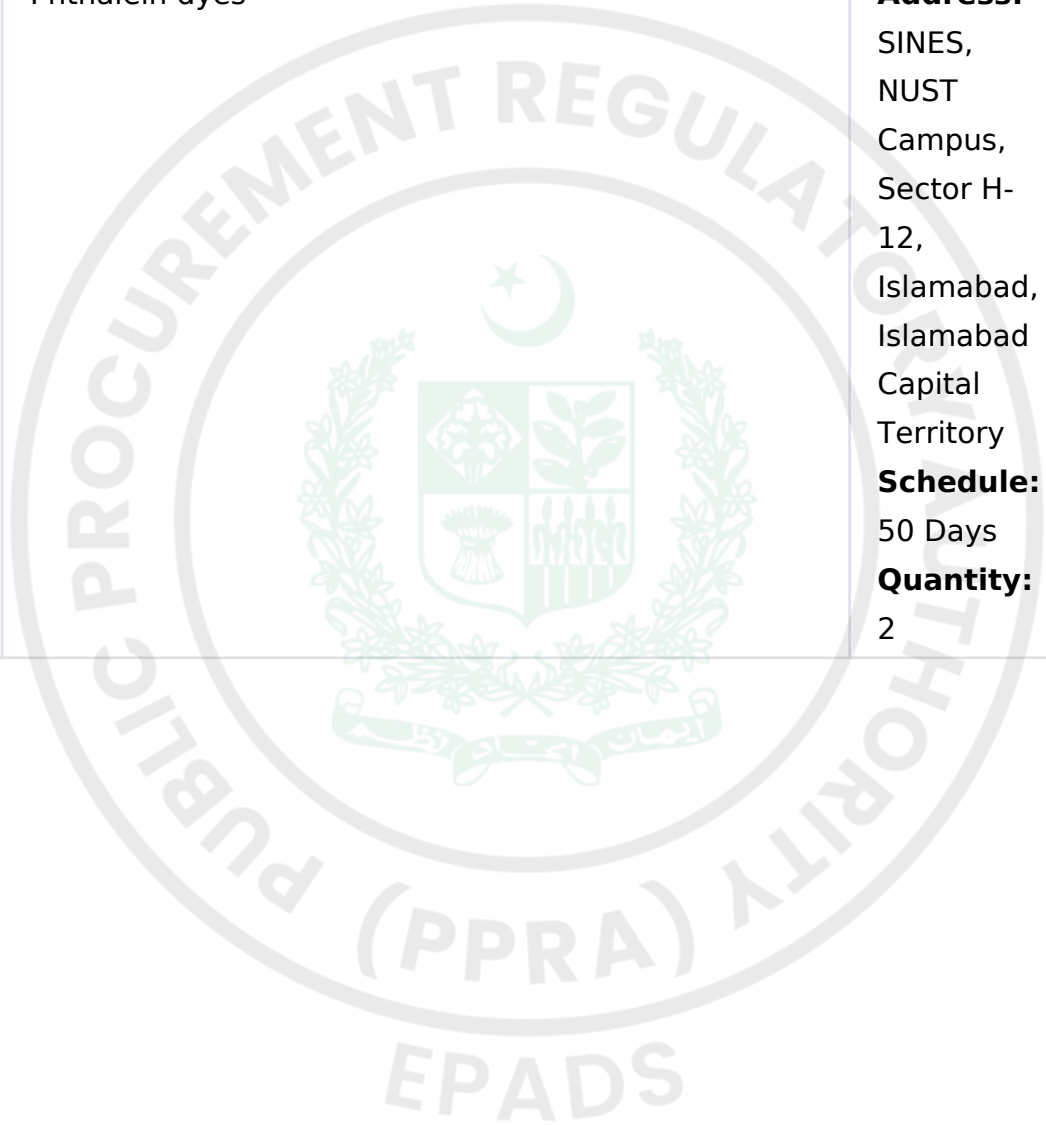 Phthalein dyes
Address:
SINES,
NUST
Campus,
Sector H-
12,
Islamabad,
Islamabad
Capital
Territory
Schedule:
50 Days
Quantity:
2
PUBLIC PROCUREMENT REGULATORY AUTHORITY
(PPRA)
EPADS